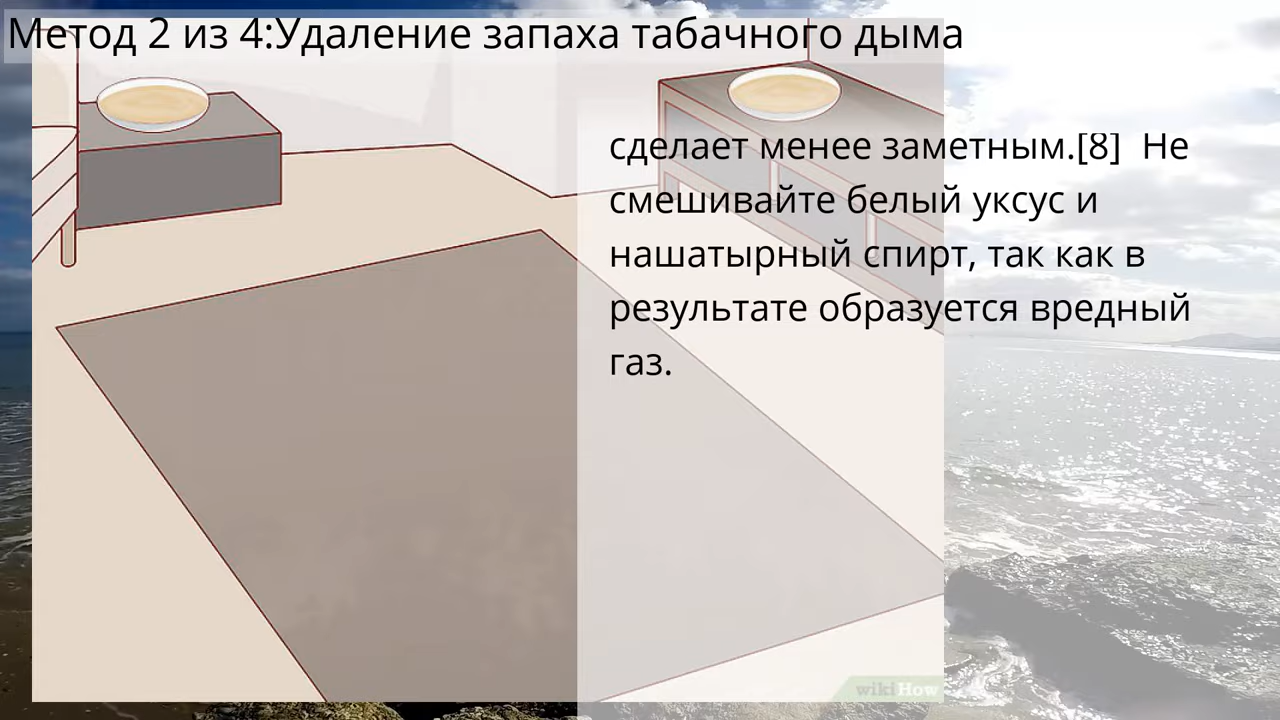 Метод 2 из 4:Удаление запаха табачного дыма
сделает менее заметным.[8]  Не
смешивайте белый уксус и
нашатырный спирт, так как в
результате образуется вредный
газ.
wikiHow